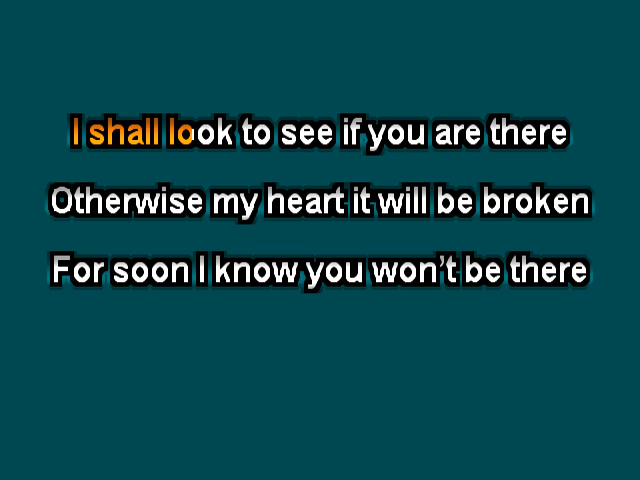 I shall look to see if you are there
Otherwise my heart it will be broken
For soon I know you won’t be there